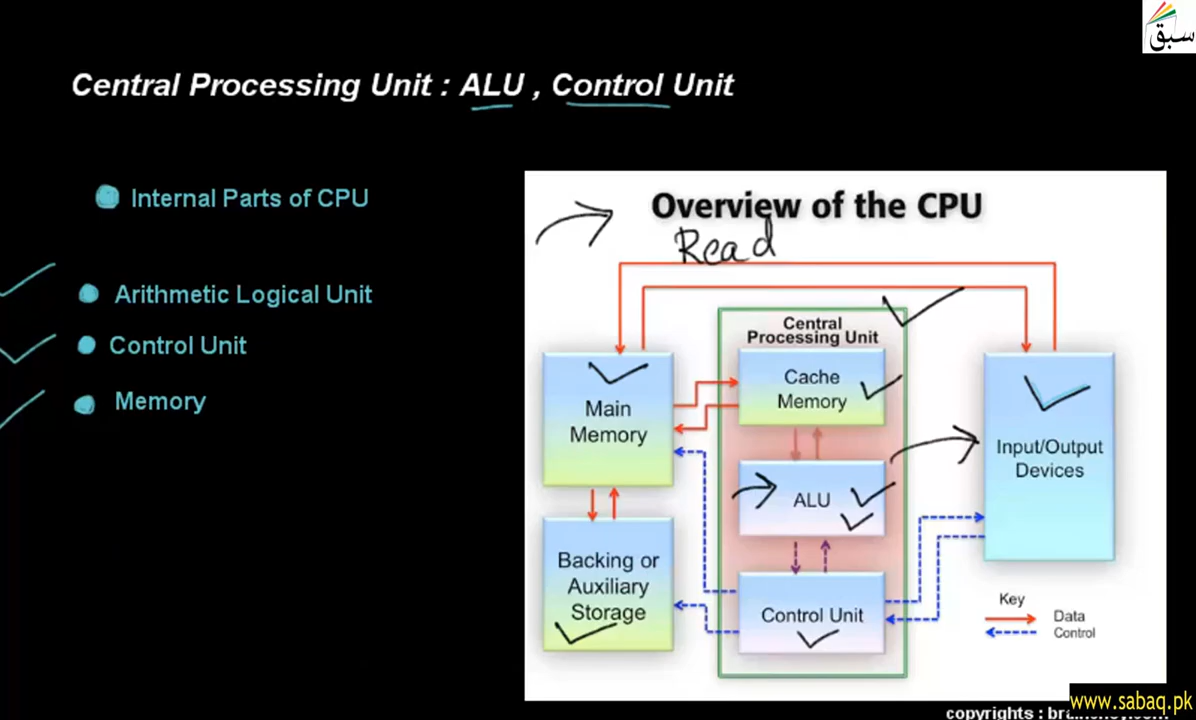 سبق
Central Processing Unit : ALU , Control Unit
Internal Parts of CPU
Arithmetic Logical Unit
Control Unit
Memory
Overview of the CPU
Read
Central
Processing Unit
Cache
Memory
Main
Memory
ALU
Input/Output
Devices
Backing or
Auxiliary
Storage
Control Unit
Key
Data
Control
www.sabaq.pk
copyrights :